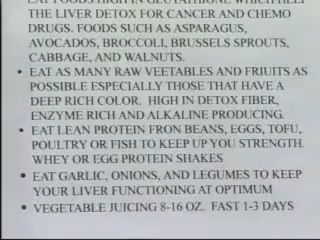 EAT FOODS HIGH IN GLUTATHIONE WHICH HELP
THE LIVER DETOX FOR CANCER AND CHEMO
DRUGS. FOODS SUCH AS ASPARAGUS,
AVOCADOS, BROCCOLI, BRUSSELS SPROUTS,
CABBAGE, AND WALNUTS.
• EAT AS MANY RAW VEETABLES AND FRIUITS AS
POSSIBLE ESPECIALLY THOSE THAT HAVE A
DEEP RICH COLOR. HIGH IN DETOX FIBER,
ENZYME RICH AND ALKALINE PRODUCING.
• EAT LEAN PROTEIN FRON BEANS, EGGS, TOFU,
POULTRY OR FISH TO KEEP UP YOU STRENGTH.
WHEY OR EGG PROTEIN SHAKES
• EAT GARLIC, ONIONS, AND LEGUMES TO KEEP
YOUR LIVER FUNCTIONING AT OPTIMUM
• VEGETABLE JUICING 8-16 OZ. FAST 1-3 DAYS